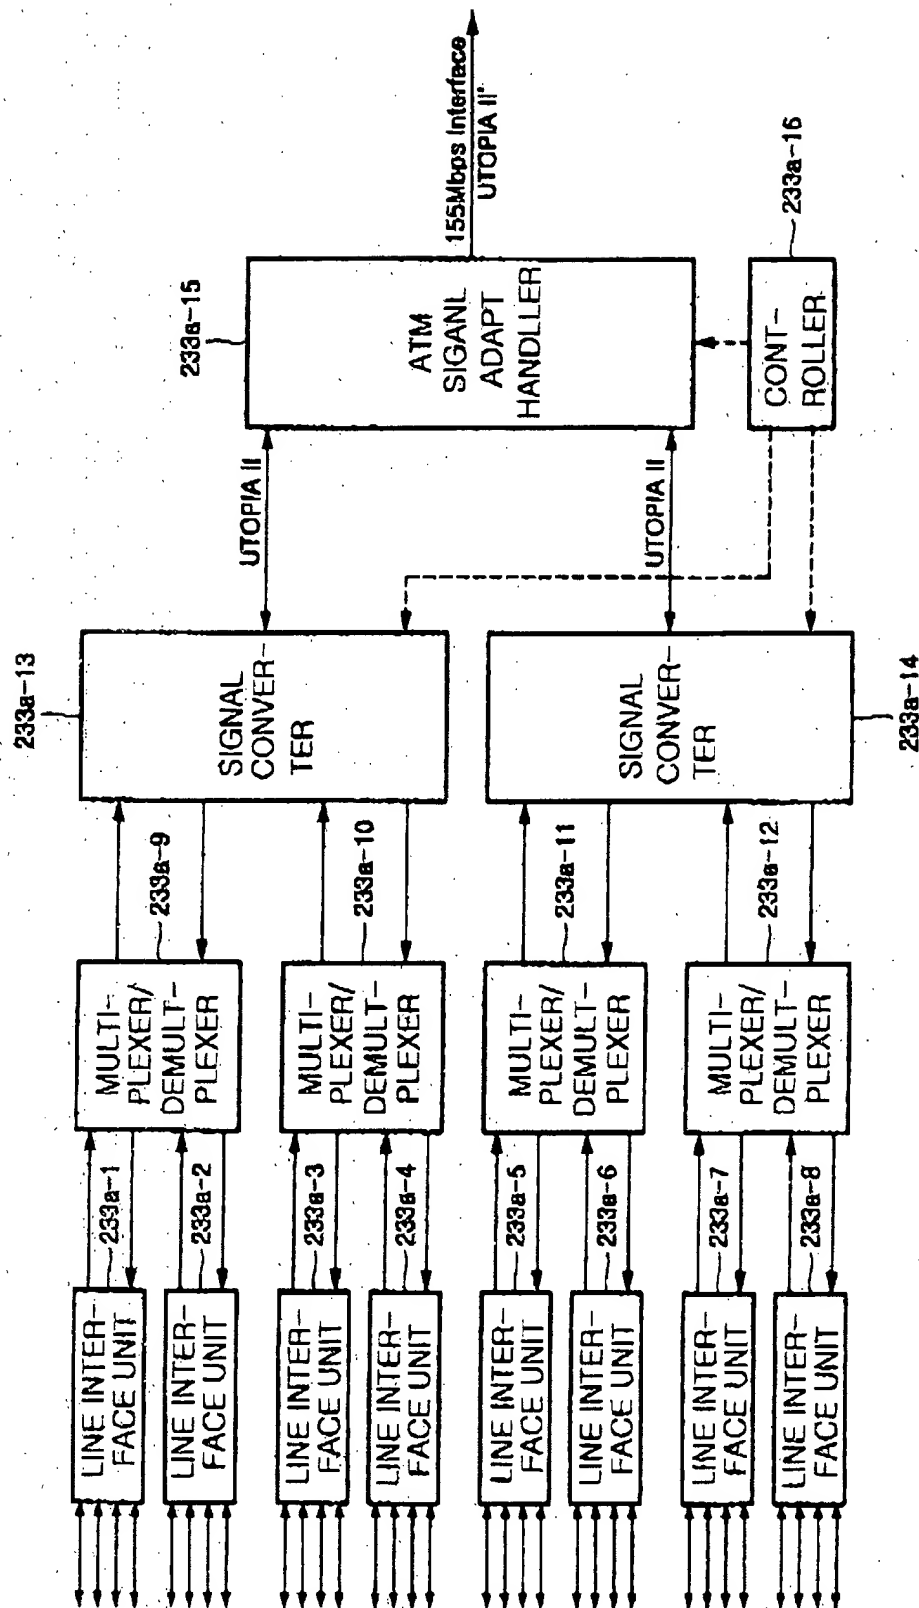 LINE INTER-
FACE UNIT
233a-1
LINE INTER-
FACE UNIT
233a-2
LINE INTER-
FACE UNIT
233a-3
LINE INTER-
FACE UNIT
233a-4
LINE INTER-
FACE UNIT
233a-5
LINE INTER-
FACE UNIT
233a-6
LINE INTER-
FACE UNIT
233a-7
LINE INTER-
FACE UNIT
233a-8
MULTI-
PLEXER/
DEMULT-
PLEXER
233a-9
MULTI-
PLEXER/
DEMULT-
PLEXER
233a-10
MULTI-
PLEXER/
DEMULT-
PLEXER
233a-11
MULTI-
PLEXER/
DEMULT-
PLEXER
233a-12
233a-13
SIGNAL
CONVER-
TER
SIGNAL
CONVER-
TER
233a-14
UTOPIA II
UTOPIA II
233a-15
ATM
SIGANL
ADAPT
HANDLLER
155Mbps Interface
UTOPIA II"
CONT-
ROLLER
233a-16